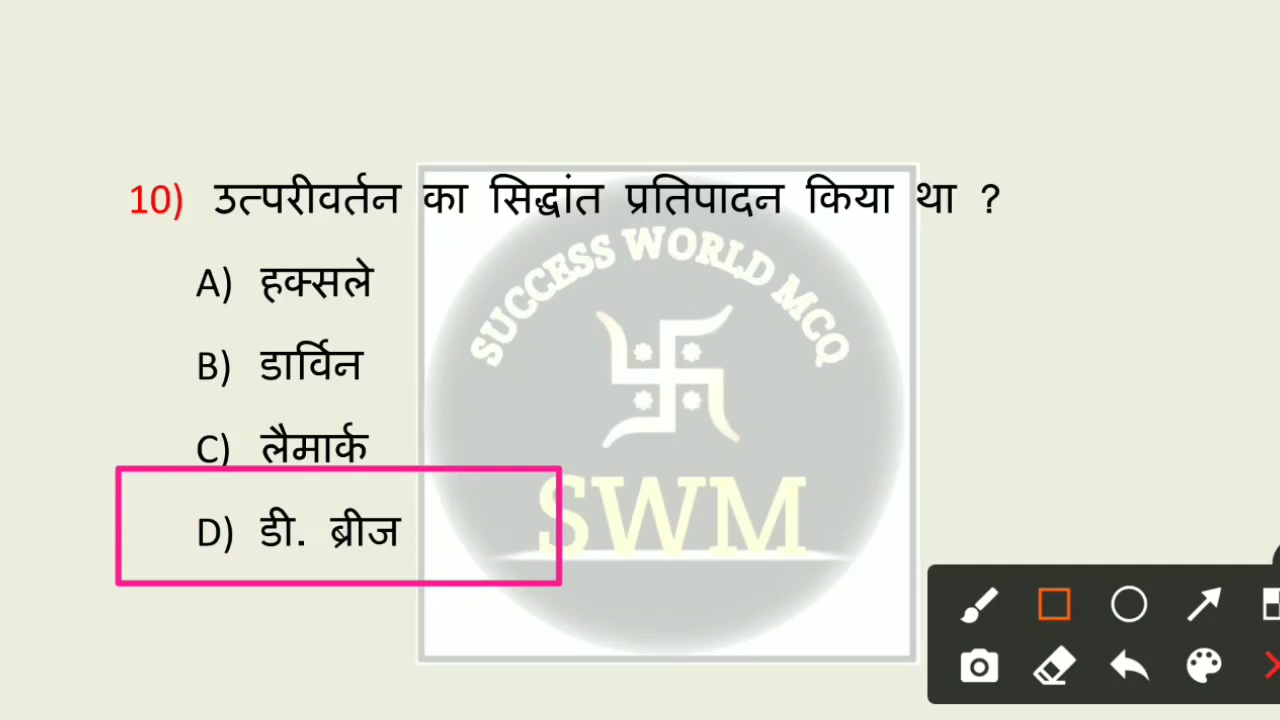 10) उत्परीवर्तन का सिद्धांत प्रतिपादन किया था ?
A) हक्सले
B) डार्विन
C) लैमार्क
D) डी. ब्रीज
SUCCESS WORLD MCQ
SWM